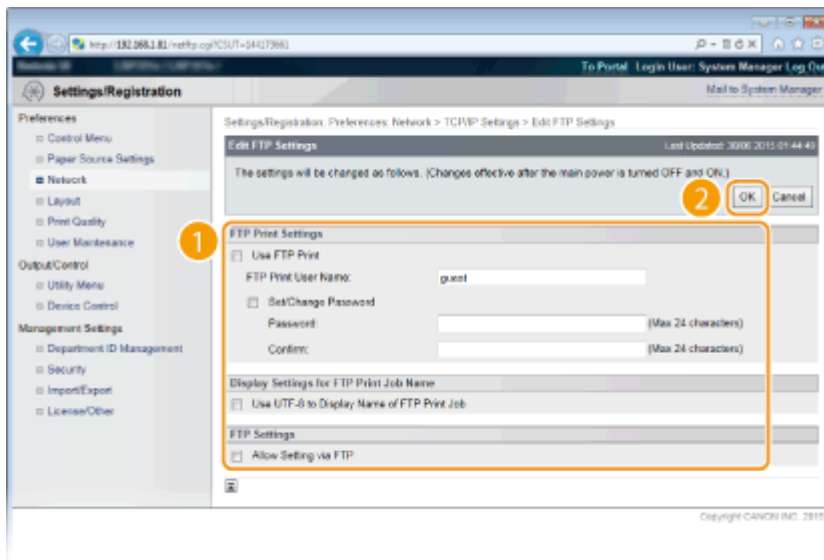 http://192.168.1.81/netftp.cgi?CSUT=144173661
To Portal Login User: System Manager Log Ou
Settings/Registration
Mail to System Manager
Preferences
Control Menu
Paper Source Settings
Network
Layout
Print Quality
User Maintenance
Output/Control
Utility Menu
Device Control
Management Settings
Department ID Management
Security
Import/Export
License/Other
Settings/Registration: Preferences: Network > TCP/IP Settings > Edit FTP Settings
Edit FTP Settings
Last Updated: 30/06 2015 01:44:49
The settings will be changed as follows. (Changes effective after the main power is turned OFF and ON.)
2
OK
Cancel
1
FTP Print Settings
Use FTP Print
FTP Print User Name:
guest
Set/Change Password
Password:
(Max 24 characters)
Confirm:
(Max 24 characters)
Display Settings for FTP Print Job Name
Use UTF-8 to Display Name of FTP Print Job
FTP Settings
Allow Setting via FTP
Copyright CANON INC. 2015